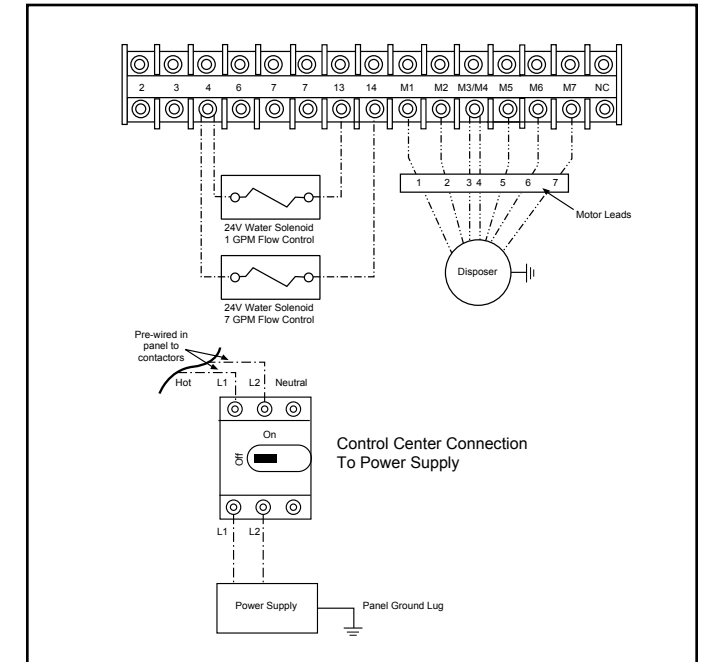 2 3 4 6 7 7 13 14 M1 M2 M3/M4 M5 M6 M7 NC
1 2 3 4 5 6 7
Motor Leads
24V Water Solenoid
1 GPM Flow Control
Disposer
24V Water Solenoid
7 GPM Flow Control
Pre-wired in
panel to
contactors
Hot L1 L2 Neutral
On
Off
Control Center Connection
To Power Supply
L1 L2
Power Supply
Panel Ground Lug